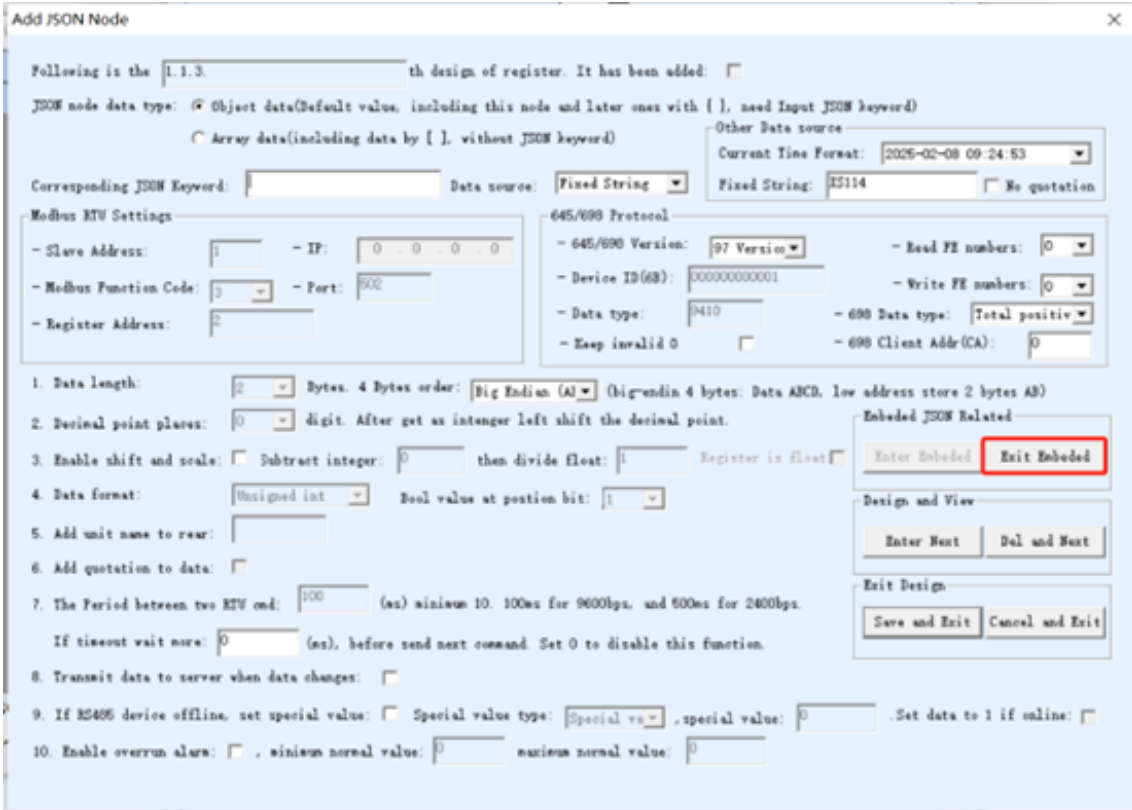 Add JSON Node
Following is the 1.1.3. th design of register. It has been added:
JSON node data type: Object data(Default value, including this node and later ones with { }, need Input JSON keyword)
Array data(including data by [ ], without JSON keyword)
Other Data source
Current Time Format: 2025-02-08 09:24:53
Corresponding JSON Keyword: Data source: Fixed String Fixed String: XS114 No quotation
Modbus RTU Settings
- Slave Address: 1 - IP: 0 . 0 . 0 . 0
- Modbus Function Code: 3 - Port: 502
- Register Address: 2
645/698 Protocol
- 645/698 Version: 97 Versio - Read FE numbers: 0
- Device ID(6B): 000000000001 - Write FE numbers: 0
- Data type: 9410 - 698 Data type: Total positiv
- Keep invalid 0 - 698 Client Addr(CA): 0
1. Data length: 2 Bytes. 4 Bytes order: Big Endian (AB (big-endin 4 bytes: Data ABCD, low address store 2 bytes AB)
2. Decimal point places: 0 digit. After get as intenger left shift the decimal point.
3. Enable shift and scale: Subtract integer: 0 then divide float: 1 Register is float
4. Data format: Unsigned int Bool value at postion bit: 1
5. Add unit name to rear:
6. Add quotation to data:
7. The Period between two RTU cmd: 100 (ms) minimum 10. 100ms for 9600bps, and 500ms for 2400bps.
If timeout wait more: 0 (ms), before send next command. Set 0 to disable this function.
8. Transmit data to server when data changes:
9. If RS485 device offline, set special value: Special value type: Special va ,special value: 0 .Set data to 1 if online:
10. Enable overrun alarm: , minimum normal value: 0 maximum normal value: 0
Embeded JSON Related
Enter Embeded Exit Embeded
Design and View
Enter Next Del and Next
Exit Design
Save and Exit Cancel and Exit